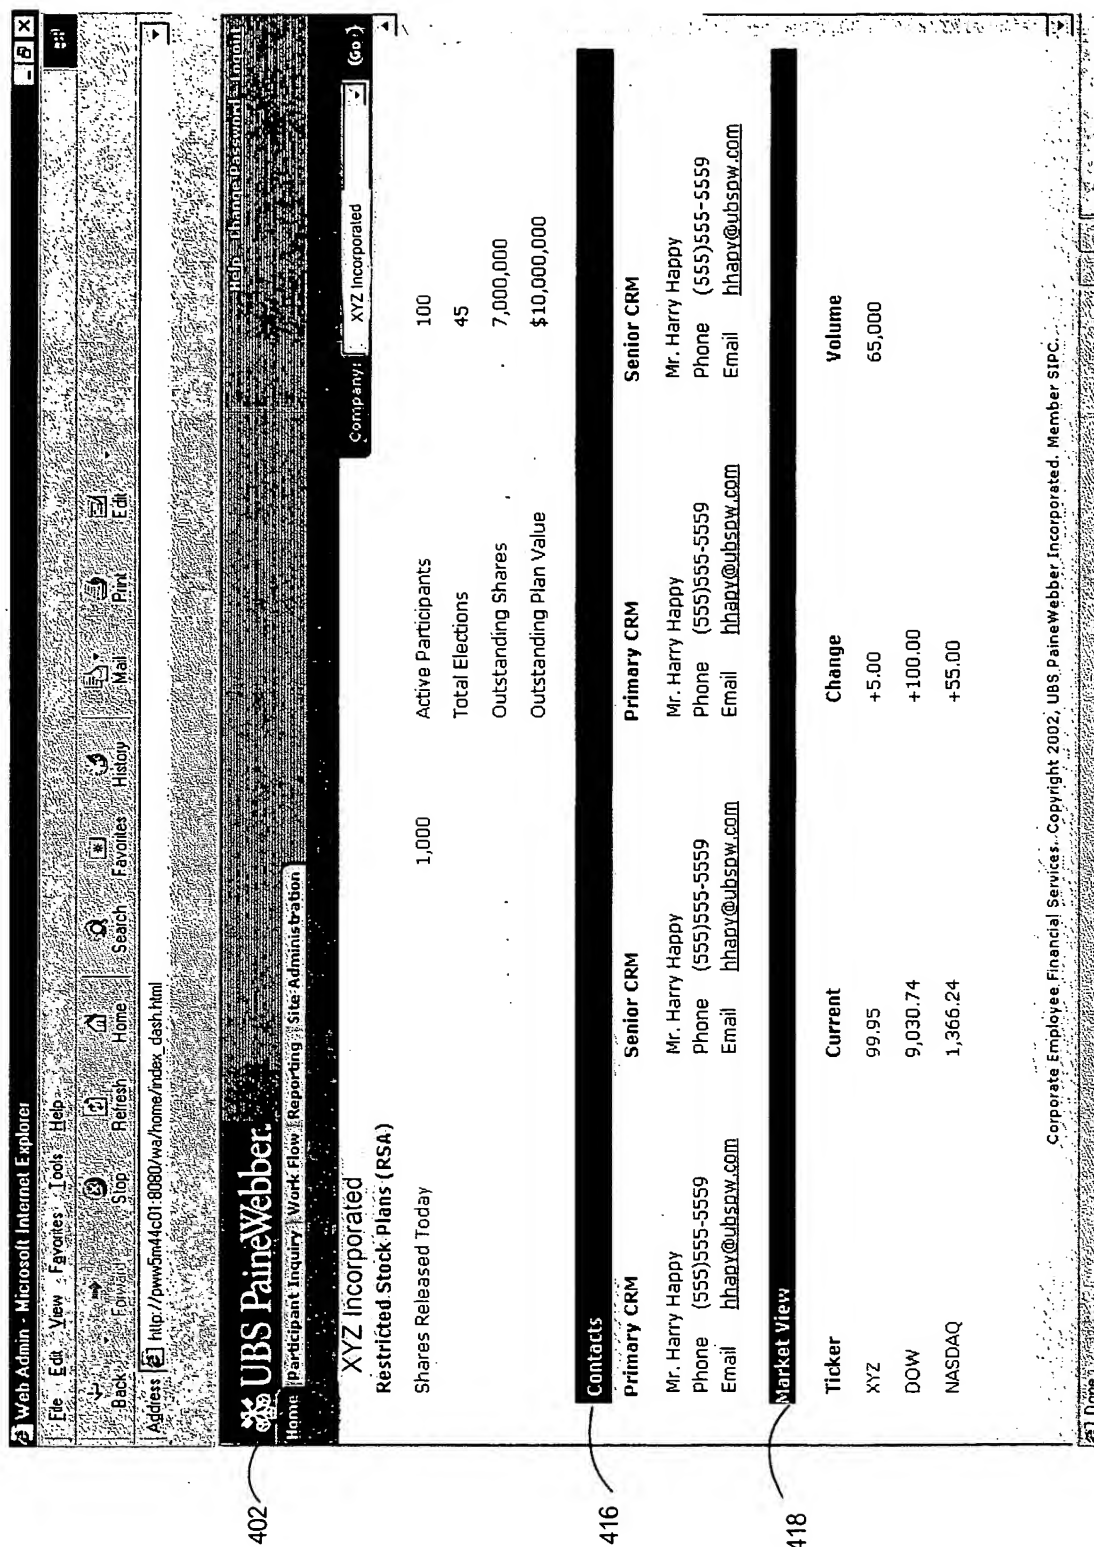 Web Admin - Microsoft Internet Explorer
File Edit View Favorites Tools Help
Back Forward Stop Refresh Home Search Favorites History Mail Print Edit
Address http://pww5m44c01:8080/wa/home/index_dash.html
402
UBS PaineWebber.
Help Change Password Logout
Home Participant Inquiry Work Flow Reporting Site Administration
XYZ Incorporated
Company: XYZ Incorporated Go
Restricted Stock Plans (RSA)
Shares Released Today 1,000 Active Participants 100
Total Elections 45
Outstanding Shares 7,000,000
Outstanding Plan Value $10,000,000
416
Contacts
Primary CRM Senior CRM Primary CRM Senior CRM
Mr. Harry Happy Mr. Harry Happy Mr. Harry Happy Mr. Harry Happy
Phone (555)555-5559 Phone (555)555-5559 Phone (555)555-5559 Phone (555)555-5559
Email hhapy@ubspw.com Email hhapy@ubspw.com Email hhapy@ubspw.com Email hhapy@ubspw.com
418
Market View
Ticker Current Change Volume
XYZ 99.95 +5.00 65,000
DOW 9,030.74 +100.00
NASDAQ 1,366.24 +55.00
Corporate Employee Financial Services. Copyright 2002, UBS PaineWebber Incorporated. Member SIPC.
Done